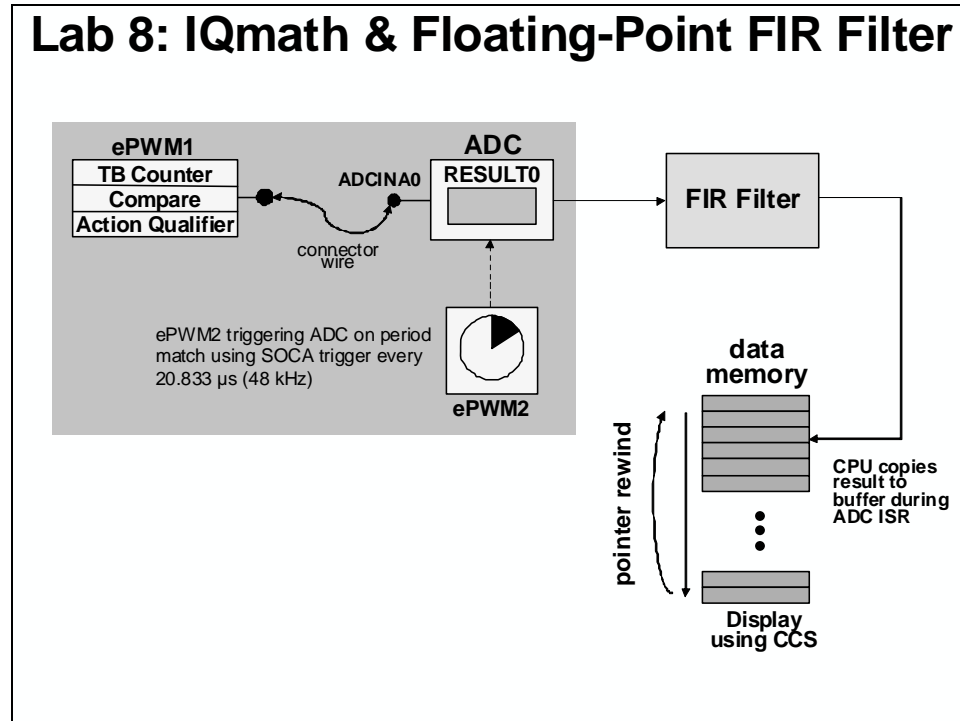 Lab 8: IQmath & Floating-Point FIR Filter
ePWM1
TB Counter
Compare
Action Qualifier
connector
wire
ADCINA0
ADC
RESULT0
FIR Filter
ePWM2 triggering ADC on period
match using SOCA trigger every
20.833 µs (48 kHz)
ePWM2
data
memory
pointer rewind
CPU copies
result to
buffer during
ADC ISR
Display
using CCS